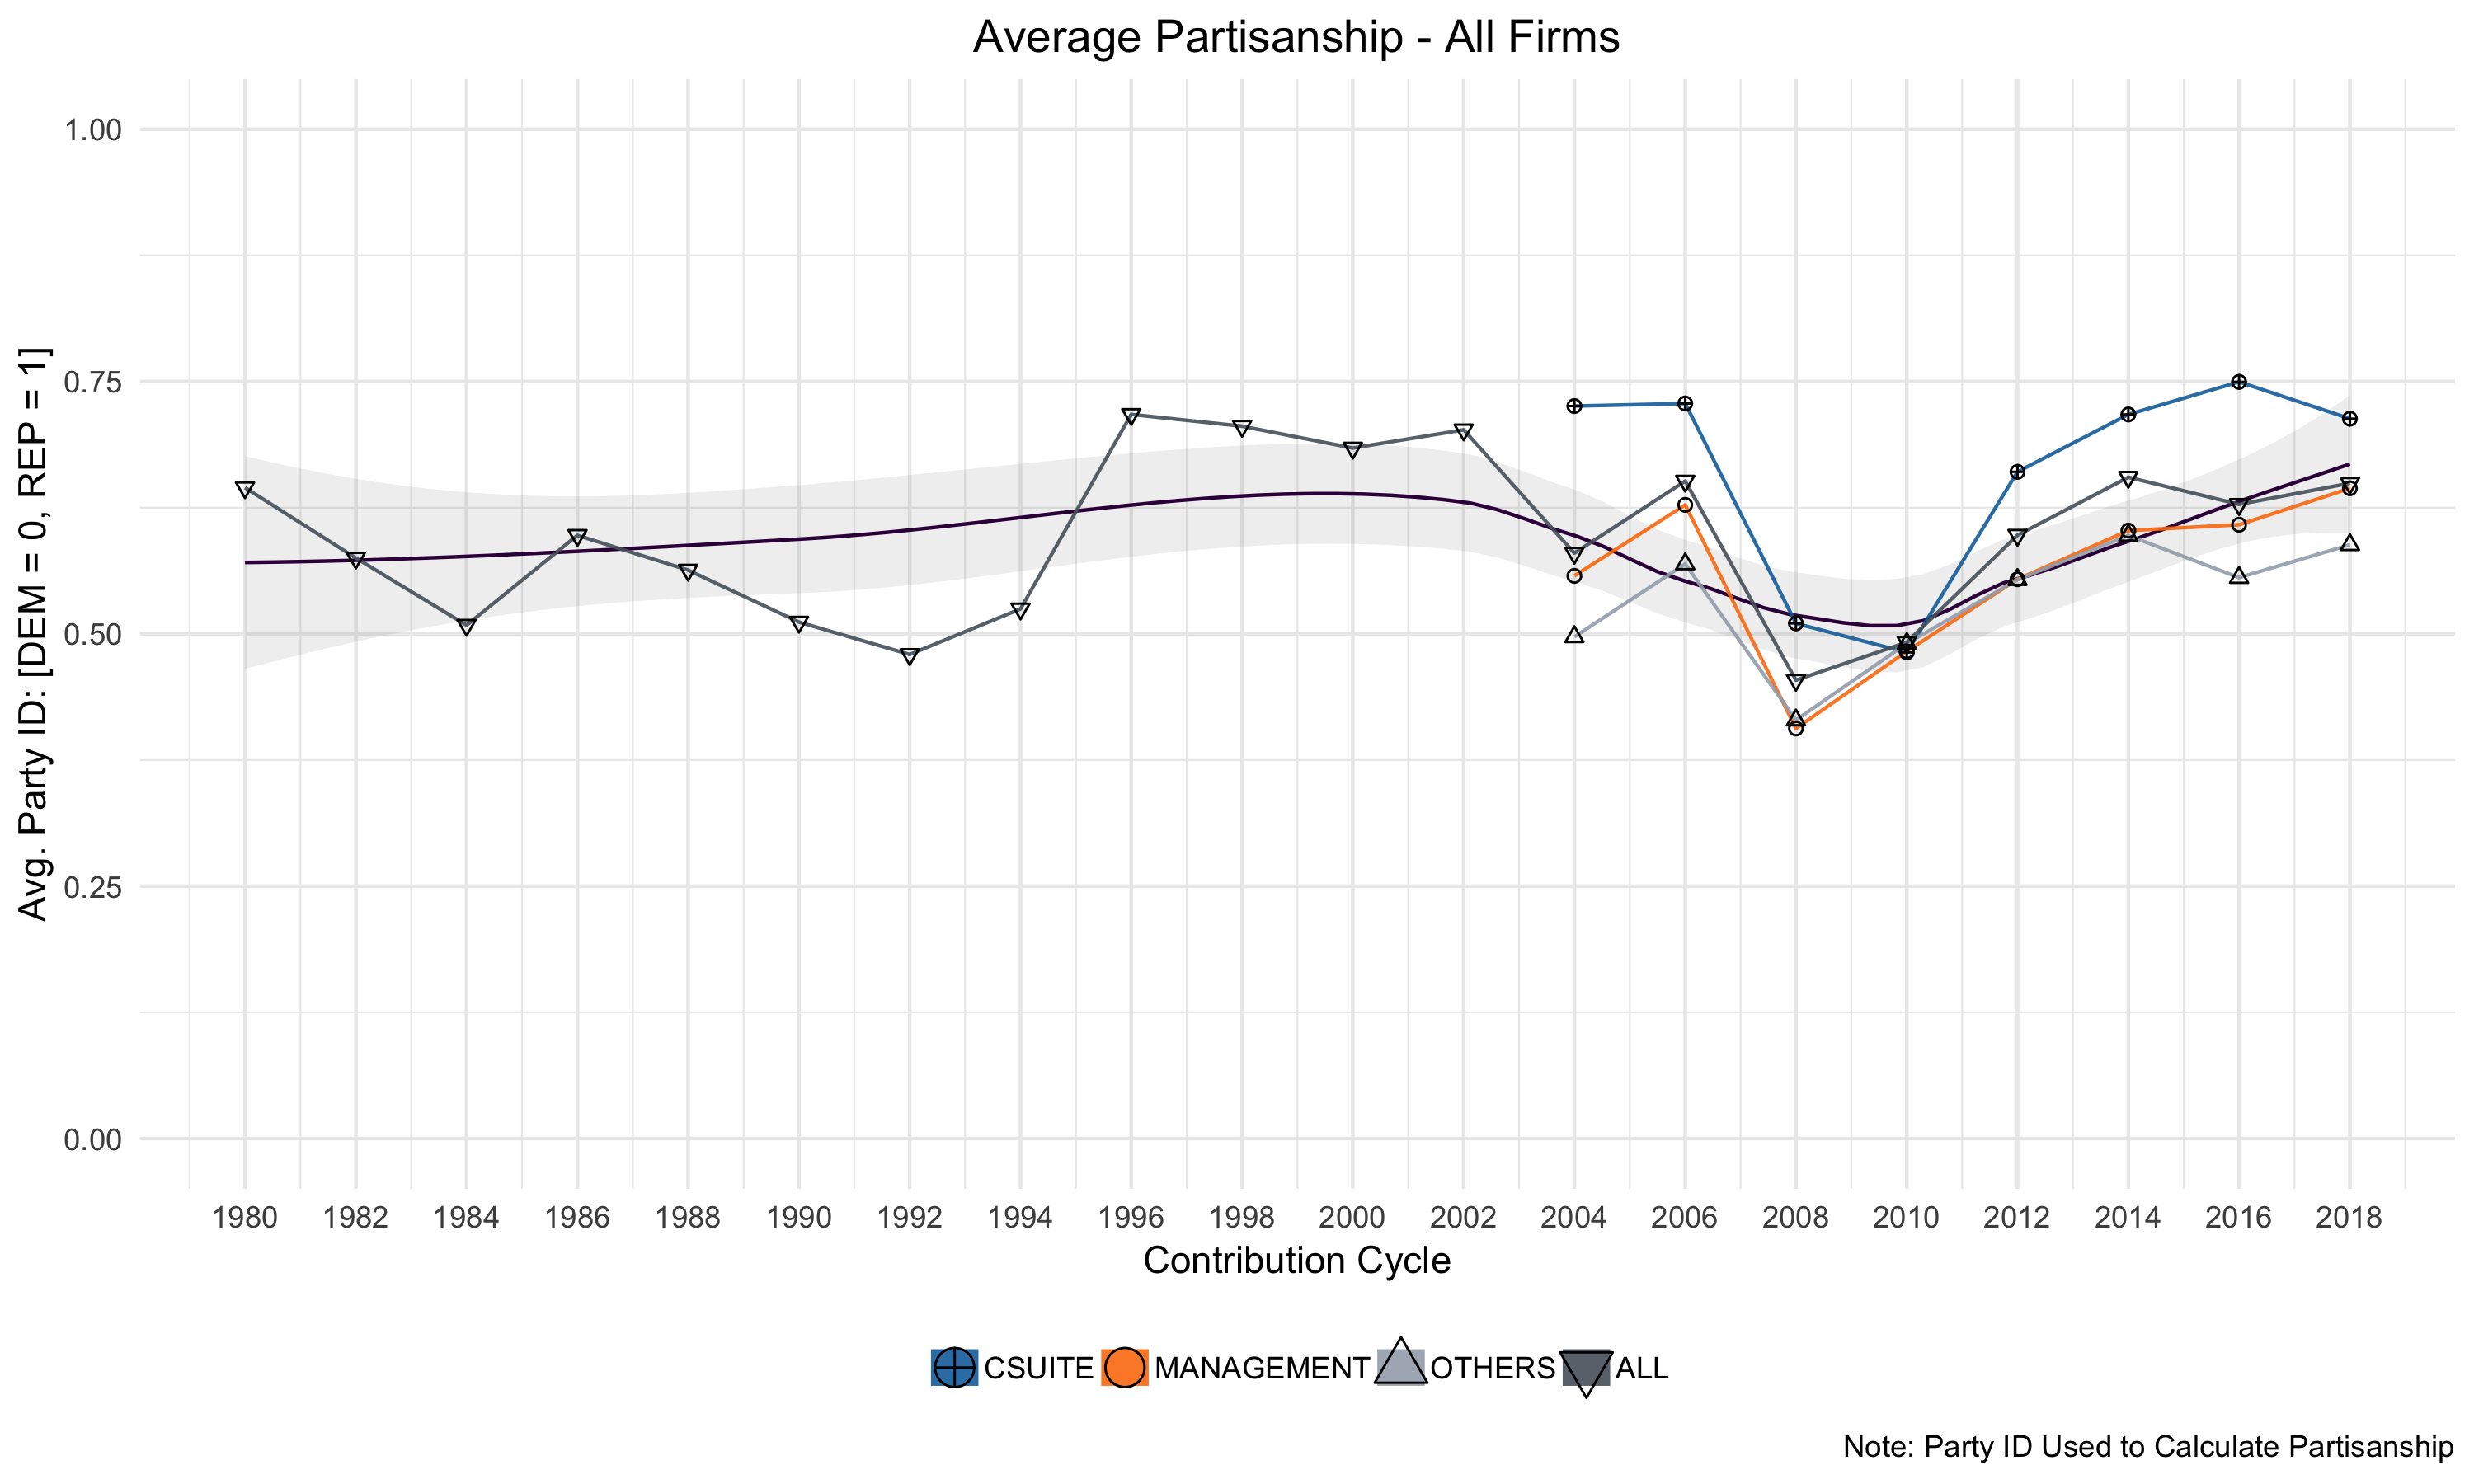 Average Partisanship - All Firms
Avg. Party ID: [DEM = 0, REP = 1]
1.00
0.75
0.50
0.25
0.00
1980 1982 1984 1986 1988 1990 1992 1994 1996 1998 2000 2002 2004 2006 2008 2010 2012 2014 2016 2018
Contribution Cycle
CSUITE MANAGEMENT OTHERS ALL
Note: Party ID Used to Calculate Partisanship